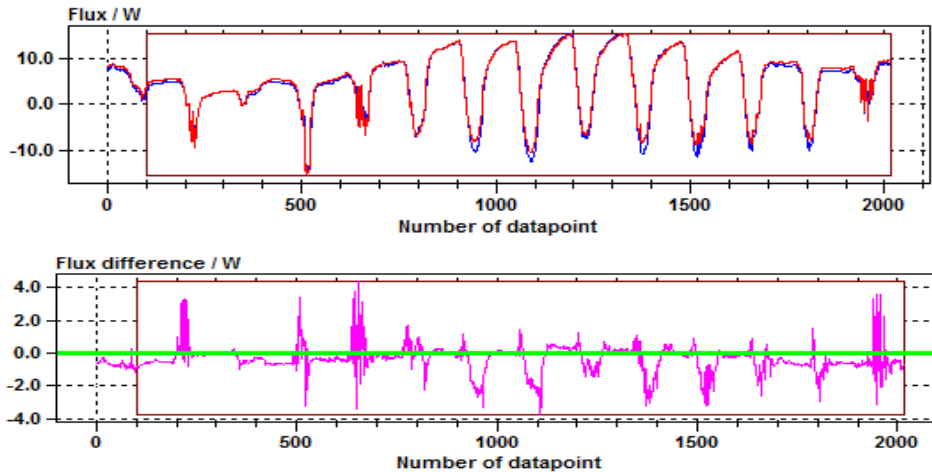 Flux / W
10.0
0.0
-10.0
0 500 1000 1500 2000
Number of datapoint
Flux difference / W
4.0
2.0
0.0
-2.0
-4.0
0 500 1000 1500 2000
Number of datapoint